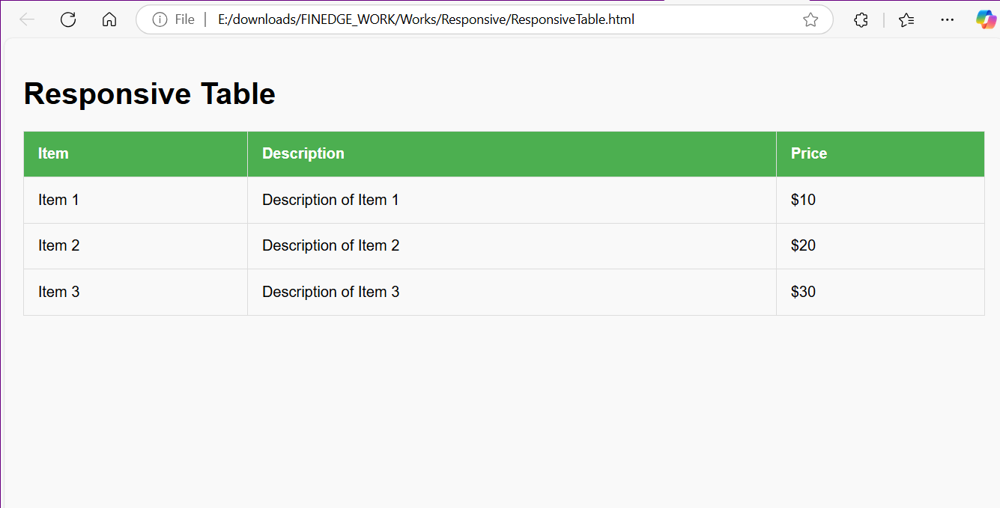 File E:/downloads/FINEDGE_WORK/Works/Responsive/ResponsiveTable.html
Responsive Table
Item Description Price
Item 1 Description of Item 1 $10
Item 2 Description of Item 2 $20
Item 3 Description of Item 3 $30